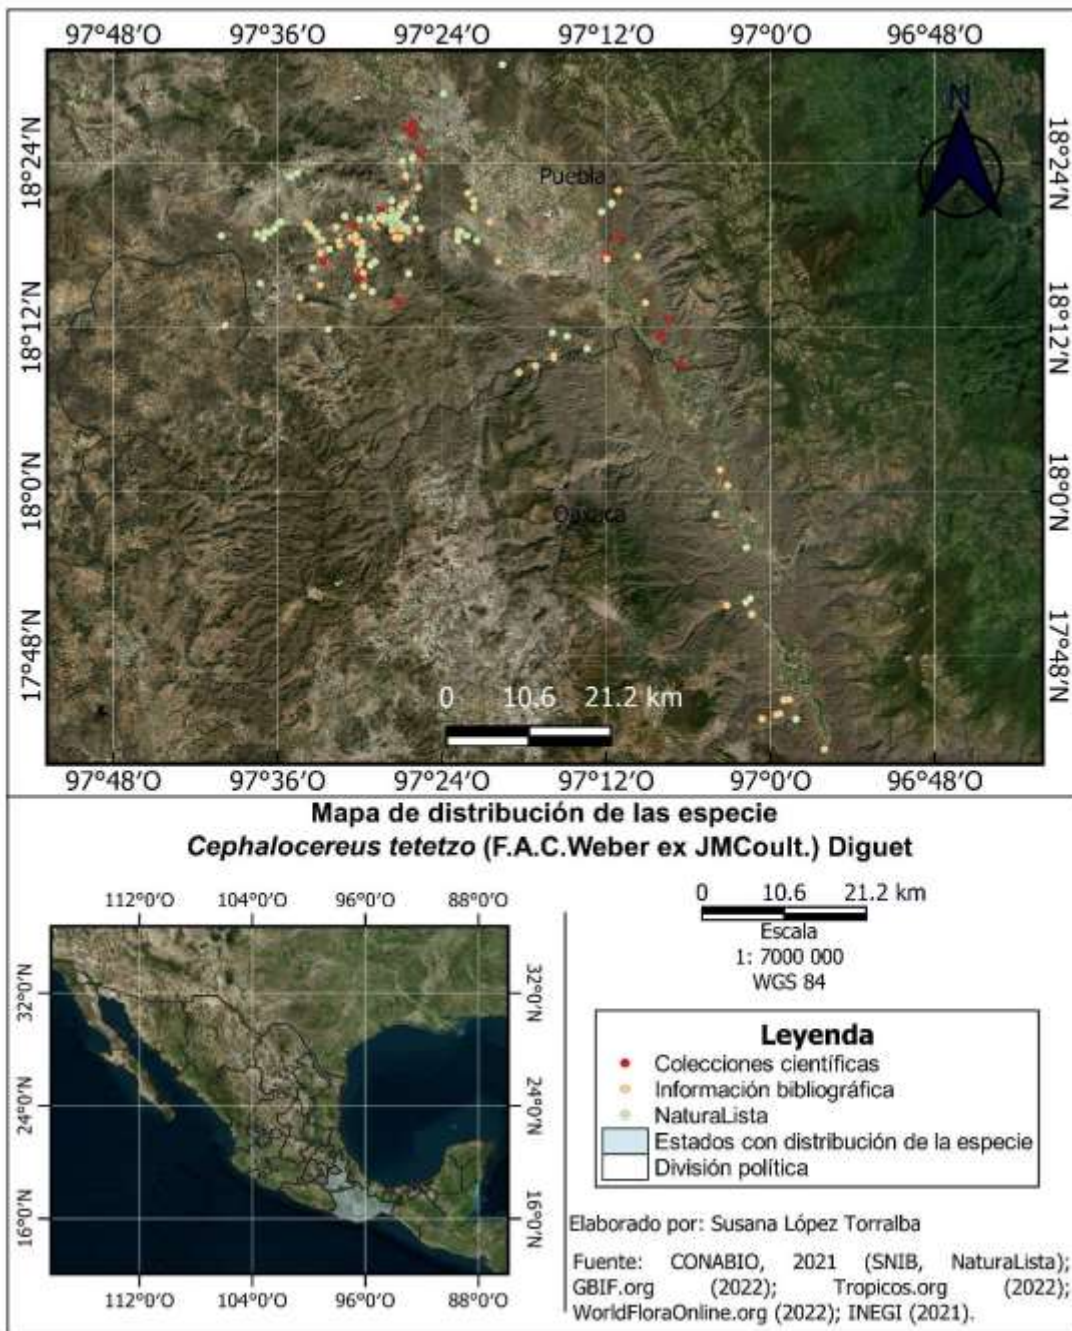 97°48′O 97°36′O 97°24′O 97°12′O 97°0′O 96°48′O
N
18°24′N
18°24′N
Puebla
18°12′N
18°12′N
18°0′N
18°0′N
Oaxaca
17°48′N
17°48′N
0 10.6 21.2 km
97°48′O 97°36′O 97°24′O 97°12′O 97°0′O 96°48′O
Mapa de distribución de las especie
Cephalocereus tetetzo (F.A.C.Weber ex JMCoult.) Diguet
112°0′O 104°0′O 96°0′O 88°0′O
32°0′N
32°0′N
24°0′N
24°0′N
16°0′N
16°0′N
112°0′O 104°0′O 96°0′O 88°0′O
0 10.6 21.2 km
Escala
1: 7000 000
WGS 84
Leyenda
Colecciones científicas
Información bibliográfica
NaturaLista
Estados con distribución de la especie
División política
Elaborado por: Susana López Torralba
Fuente: CONABIO, 2021 (SNIB, NaturaLista);
GBIF.org (2022); Tropicos.org (2022);
WorldFloraOnline.org (2022); INEGI (2021).